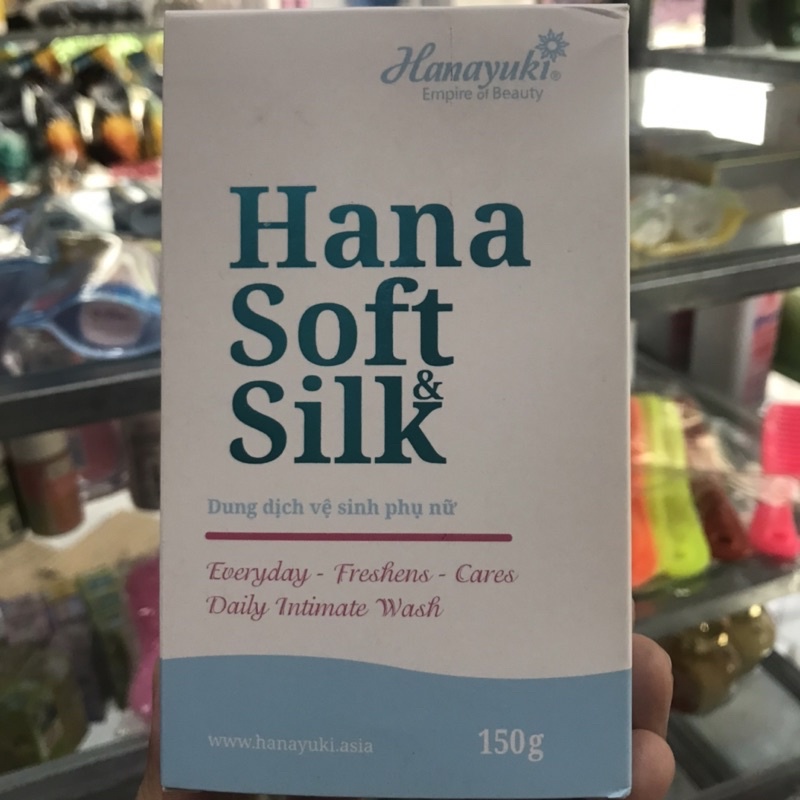 Hanayuki®
Empire of Beauty
Hana
Soft
&
Silk
Dung dịch vệ sinh phụ nữ
Everyday - Freshens - Cares
Daily Intimate Wash
www.hanayuki.asia
150g